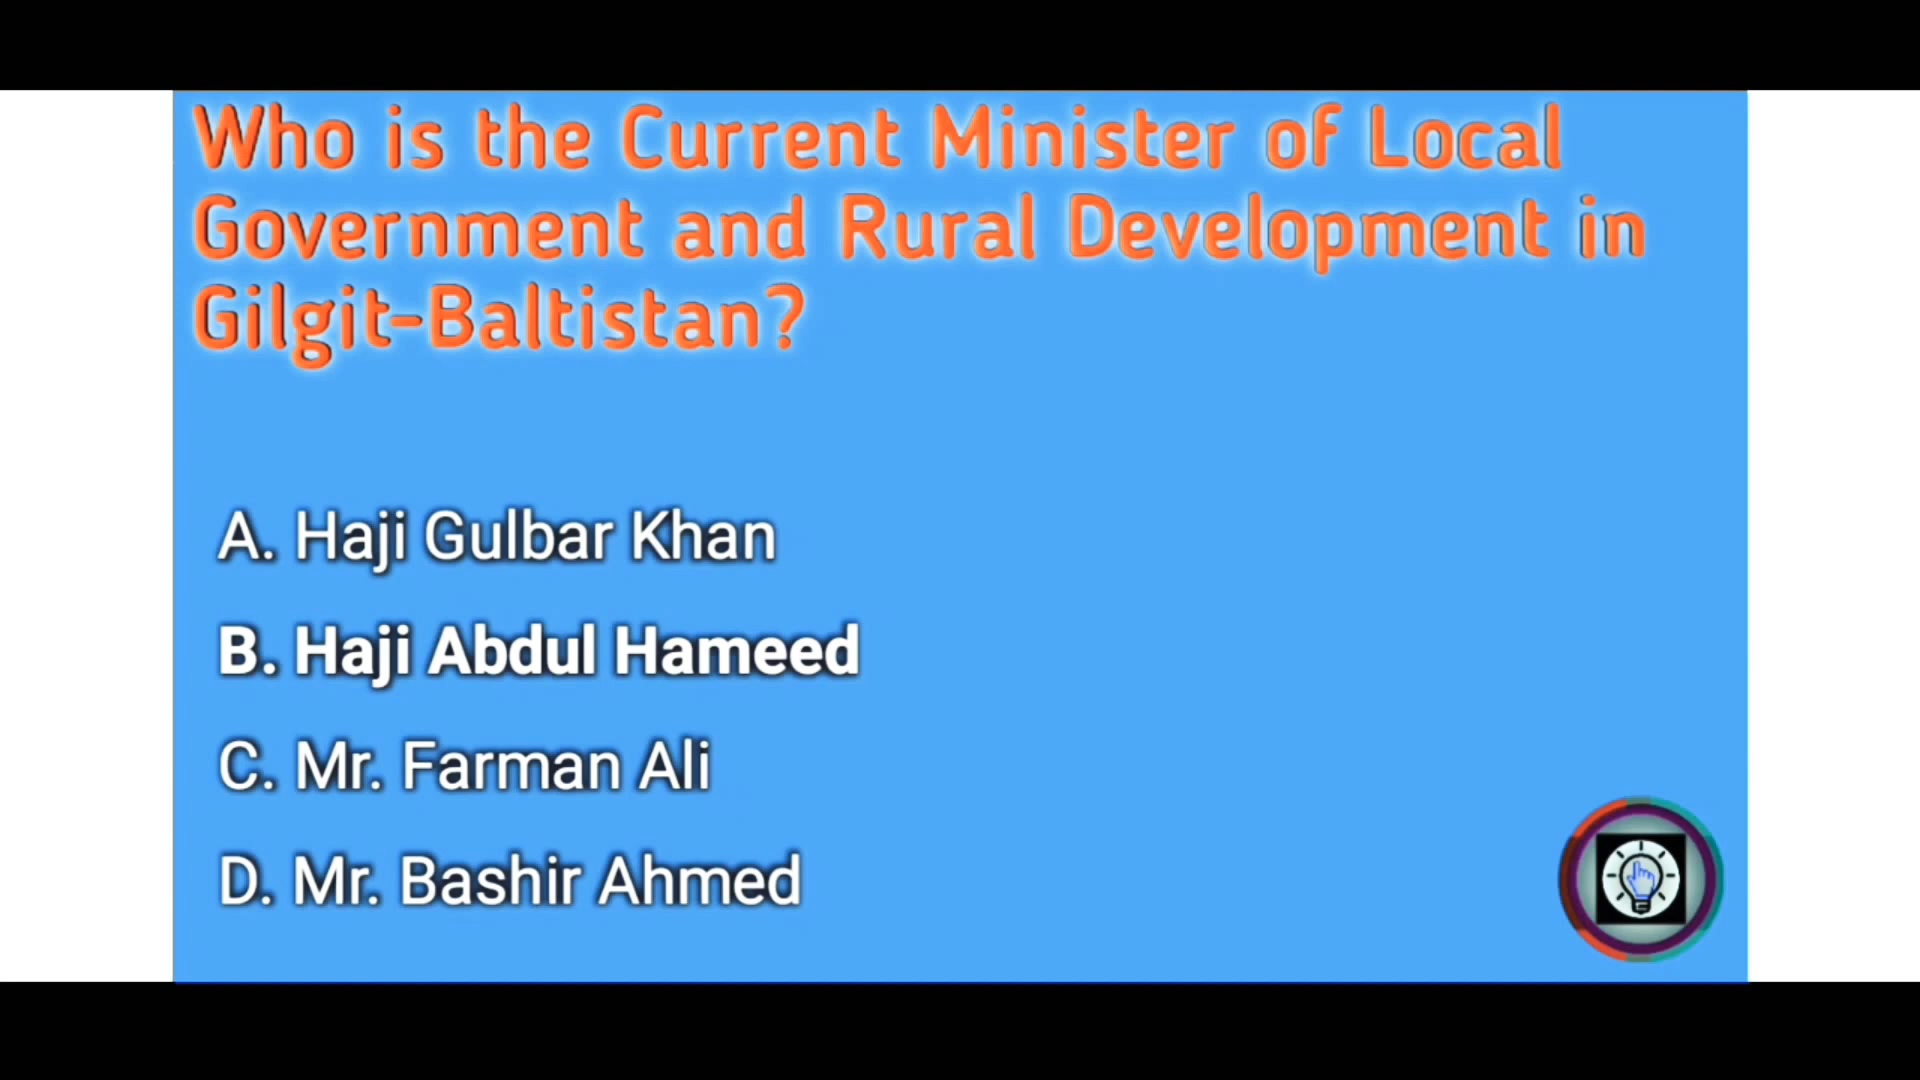 Who is the Current Minister of Local
Government and Rural Development in
Gilgit-Baltistan?
A. Haji Gulbar Khan
B. Haji Abdul Hameed
C. Mr. Farman Ali
D. Mr. Bashir Ahmed